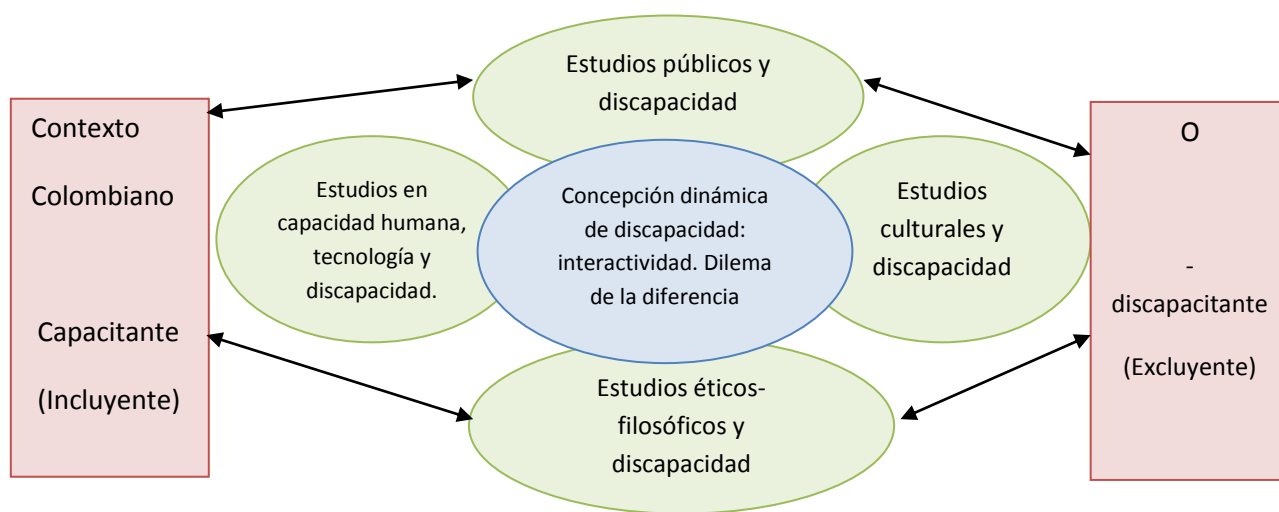 Estudios públicos y
discapacidad
Contexto
Colombiano
Capacitante
(Incluyente)
Estudios en
capacidad humana,
tecnología y
discapacidad.
Concepción dinámica
de discapacidad:
interactividad. Dilema
de la diferencia
Estudios
culturales y
discapacidad
O
-
discapacitante
(Excluyente)
Estudios éticos-
filosóficos y
discapacidad